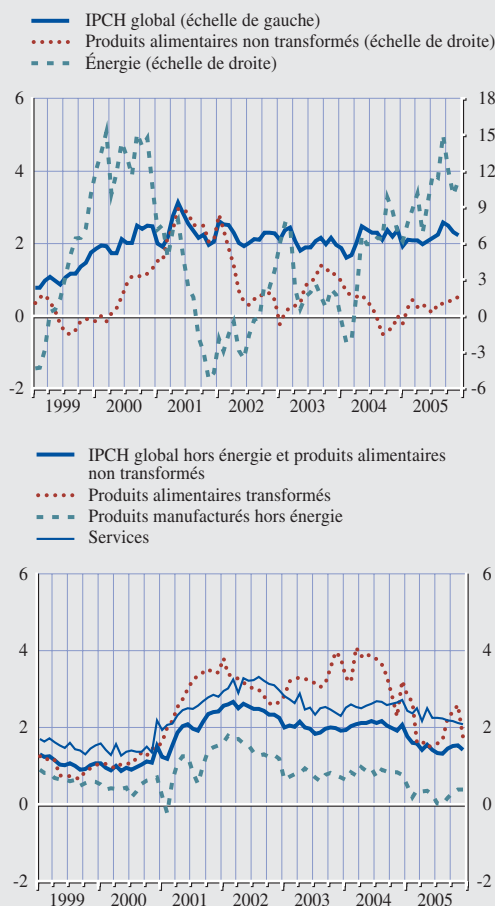 IPCH global (échelle de gauche)
Produits alimentaires non transformés (échelle de droite)
Énergie (échelle de droite)
6 18
15
4 12
9
2 6
3
0 0
-3
-2 -6
1999 2000 2001 2002 2003 2004 2005
IPCH global hors énergie et produits alimentaires
non transformés
Produits alimentaires transformés
Produits manufacturés hors énergie
Services
6 6
4 4
2 2
0 0
-2 -2
1999 2000 2001 2002 2003 2004 2005